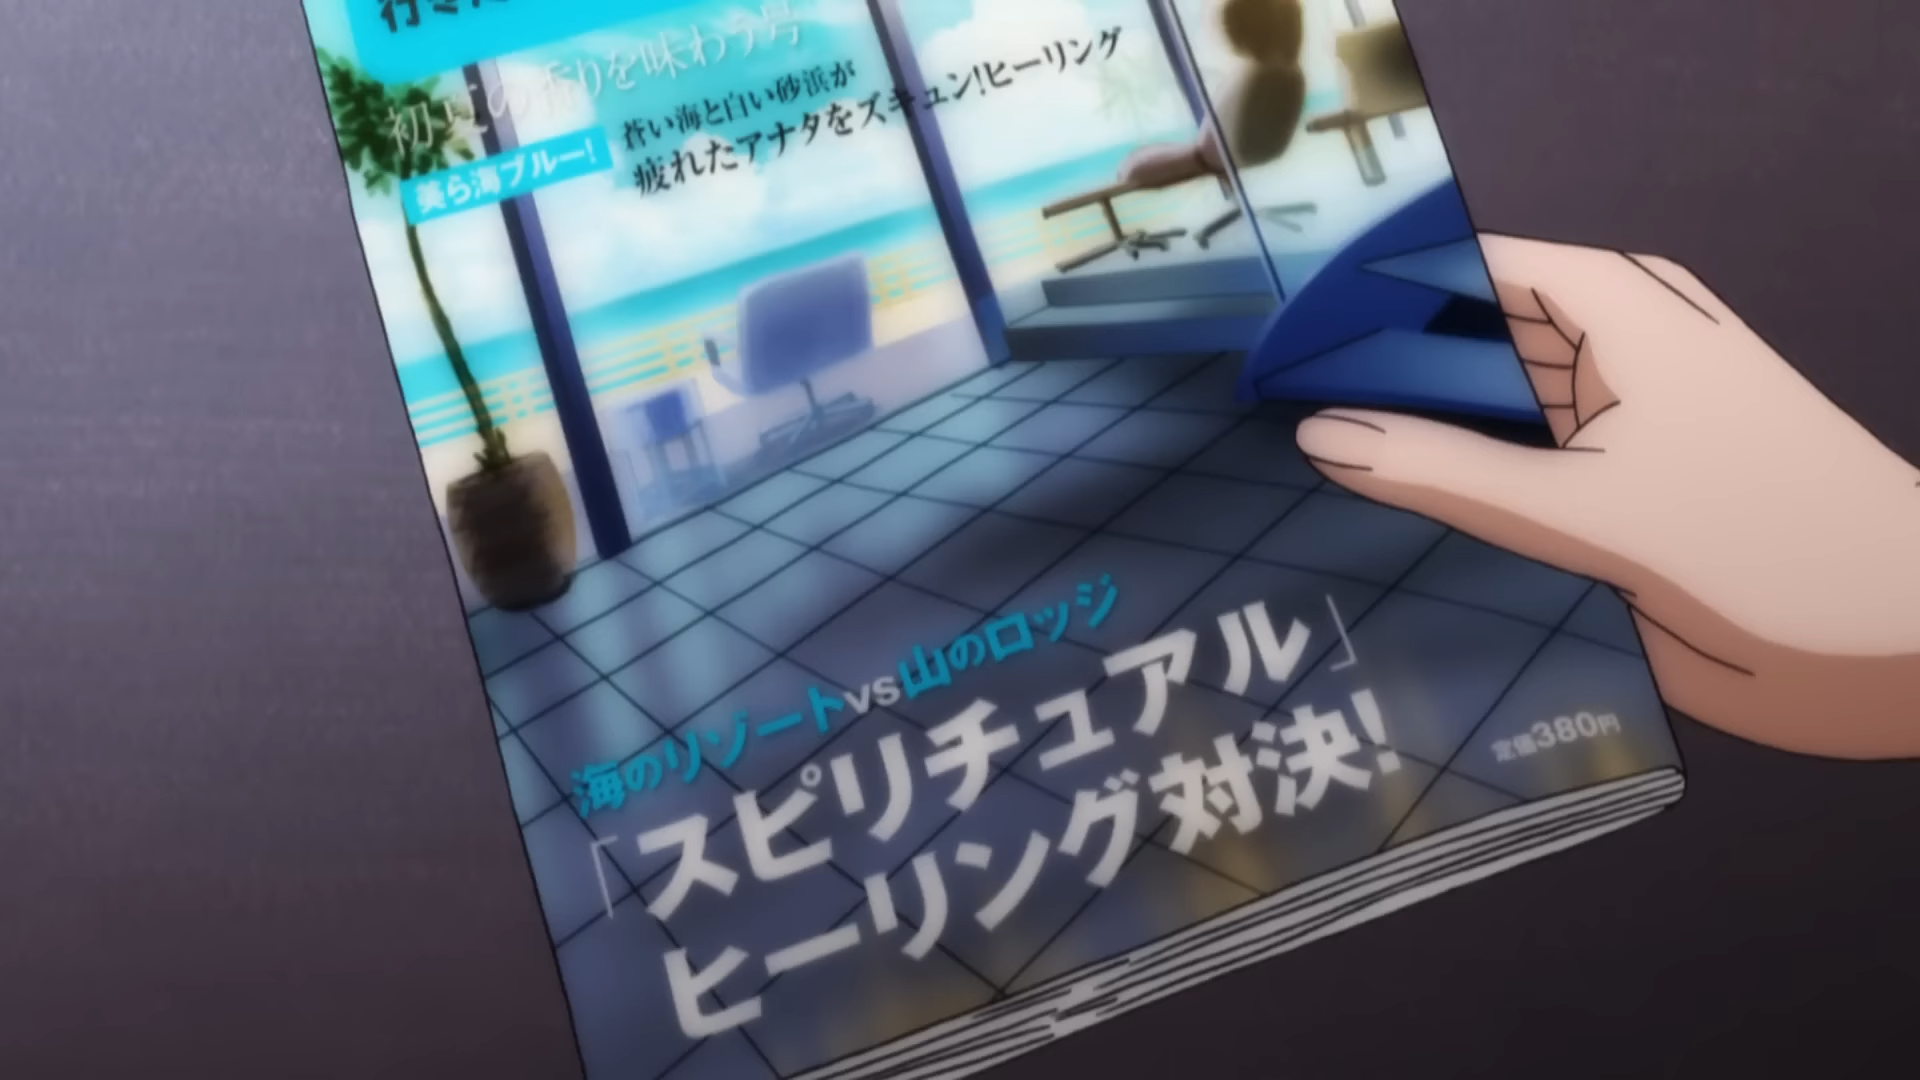 初夏の香りを味わう号
美ら海ブルー!
蒼い海と白い砂浜が
疲れたアナタをズキュン!ヒーリング
海のリゾートvs山のロッジ
「スピリチュアル」
ヒーリング対決!
定価380円